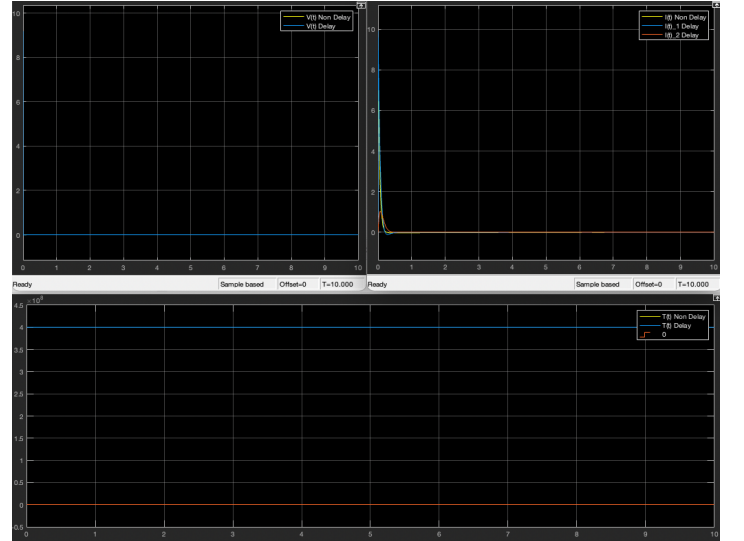 10
8
6
4
2
0
0 1 2 3 4 5 6 7 8 9 10
V(t) Non Delay
V(t) Delay
Ready Sample based Offset=0 T=10.000
10
8
6
4
2
0
0 1 2 3 4 5 6 7 8 9 10
I(t) Non Delay
I(t)_1 Delay
I(t)_2 Delay
Ready Sample based Offset=0 T=10.000
4.5
4
3.5
3
2.5
2
1.5
1
0.5
0
-0.5
0 1 2 3 4 5 6 7 8 9 10
T(t) Non Delay
T(t) Delay
0